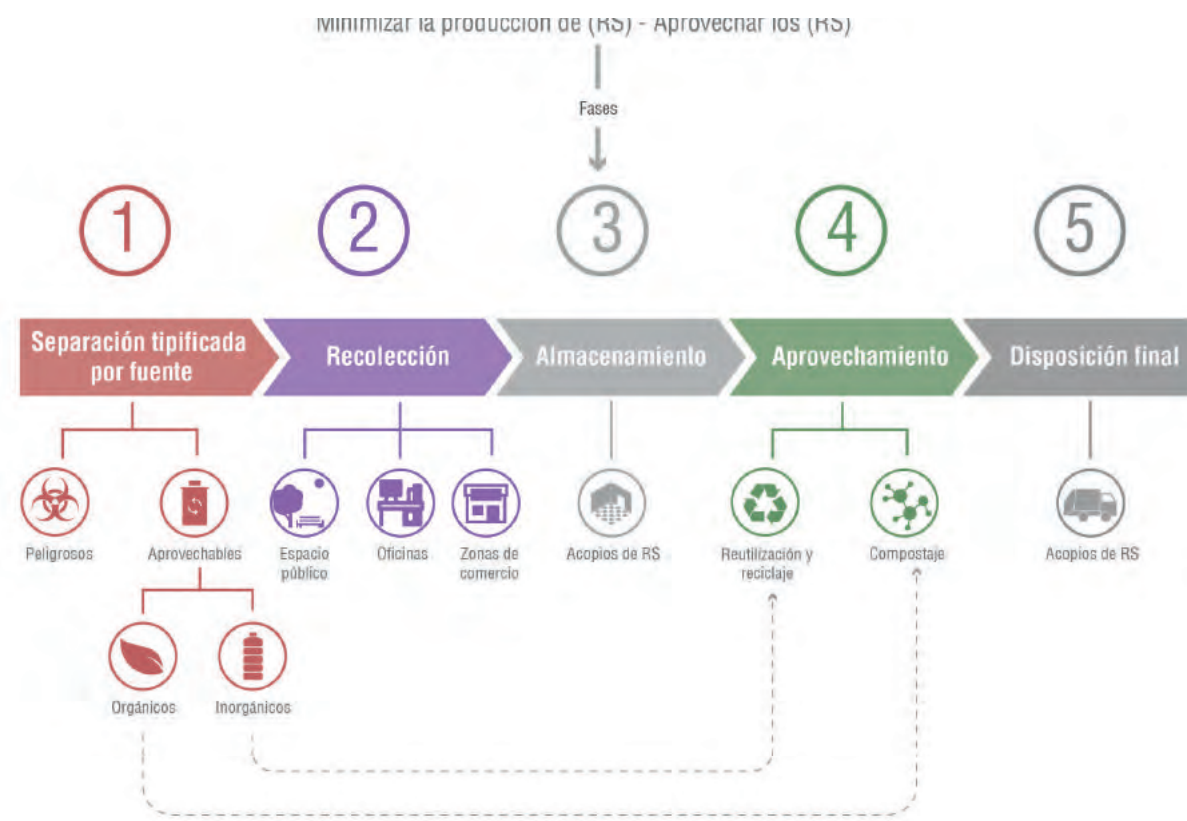 Minimizar la producción de (RS) - Aprovechar los (RS)
Fases
1
2
3
4
5
Separación tipificada
por fuente
Recolección
Almacenamiento
Aprovechamiento
Disposición final
Peligrosos
Aprovechables
Espacio
público
Oficinas
Zonas de
comercio
Acopios de RS
Reutilización y
reciclaje
Compostaje
Acopios de RS
Orgánicos
Inorgánicos